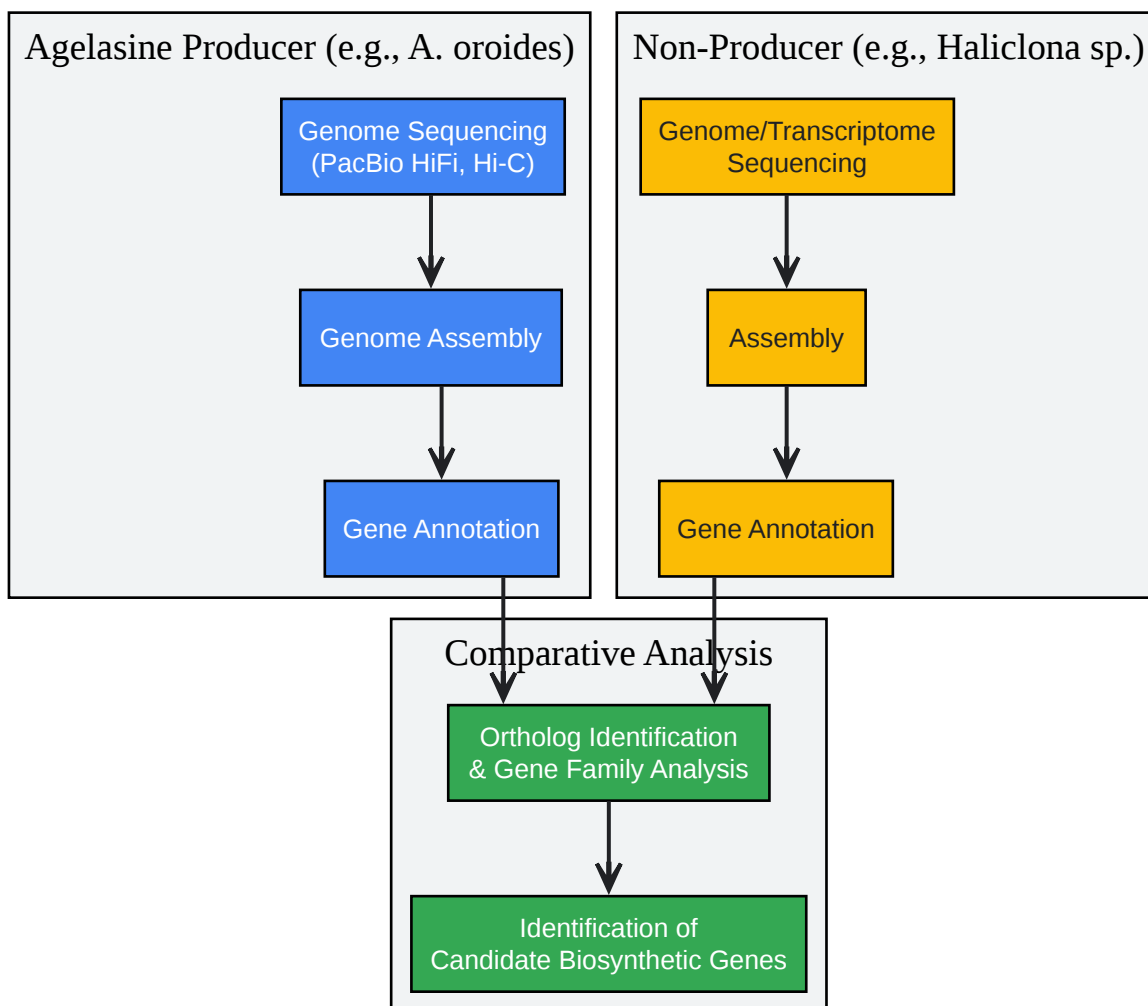 Agelasine Producer (e.g., A. oroides)
Genome Sequencing
(PacBio HiFi, Hi-C)
Genome Assembly
Gene Annotation
Non-Producer (e.g., Haliclona sp.)
Genome/Transcriptome
Sequencing
Assembly
Gene Annotation
Comparative Analysis
Ortholog Identification
& Gene Family Analysis
Identification of
Candidate Biosynthetic Genes